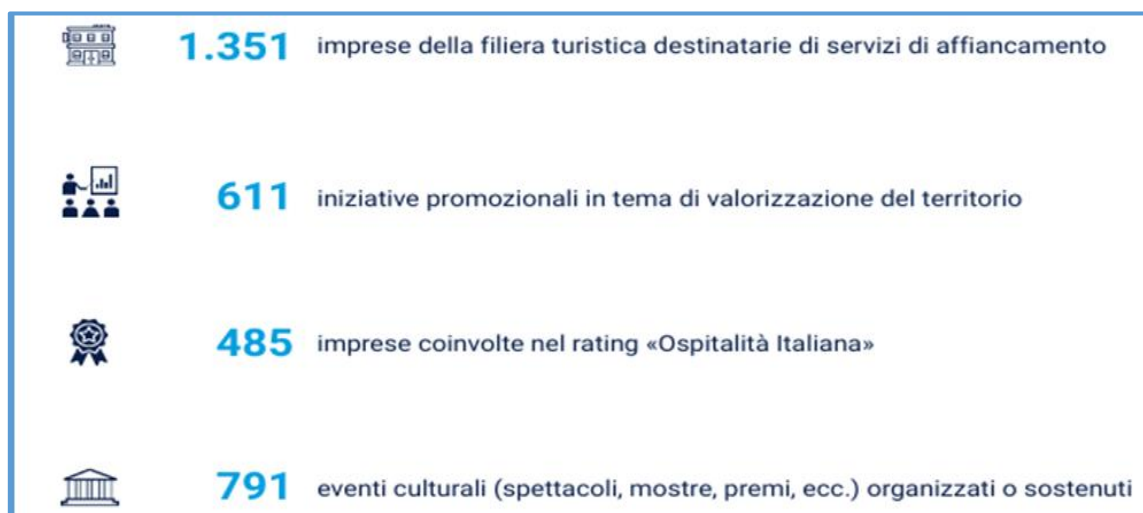 1.351 imprese della filiera turistica destinatarie di servizi di affiancamento
611 iniziative promozionali in tema di valorizzazione del territorio
485 imprese coinvolte nel rating «Ospitalità Italiana»
791 eventi culturali (spettacoli, mostre, premi, ecc.) organizzati o sostenuti